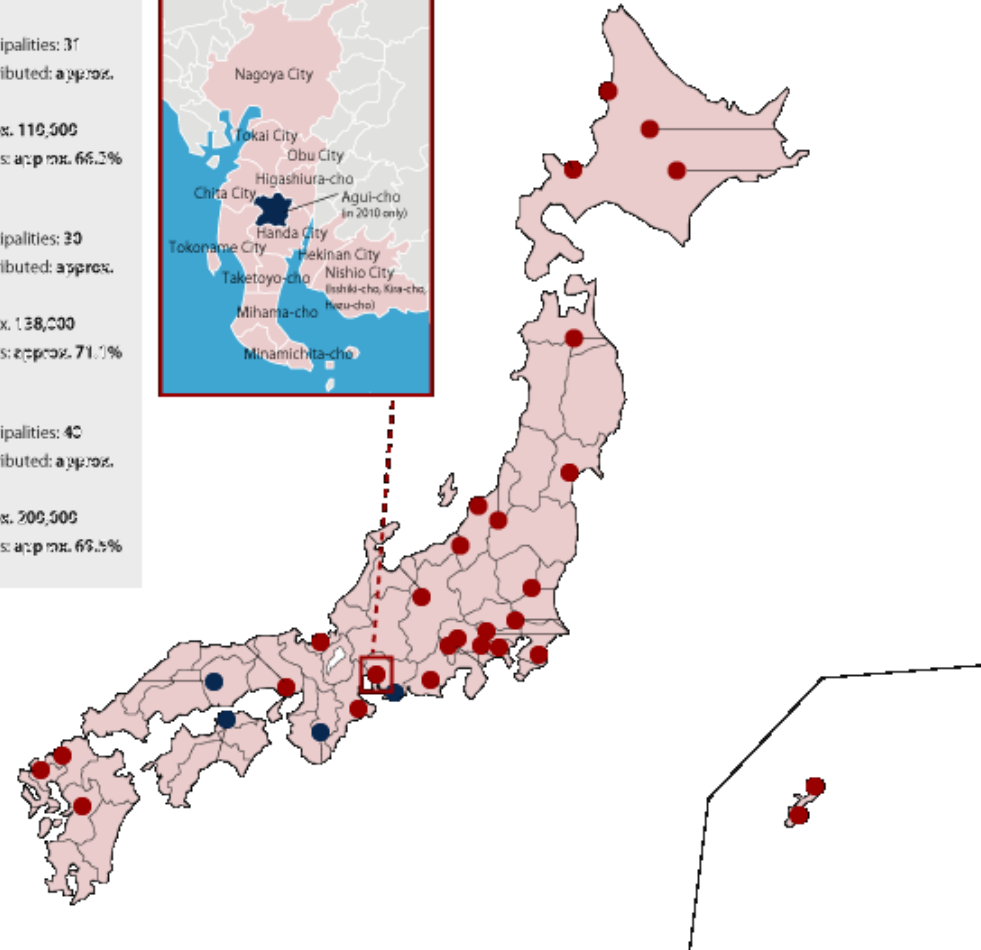 ipalities: 31
ibuted: approx.
x. 110,000
s: approx. 66.3%
ipalities: 30
ributed: approx.
x. 138,000
s: approx. 71.1%
ipalities: 40
ributed: approx.
x. 200,000
s: approx. 69.5%
Nagoya City
Tokai City
Obu City
Higashiura-cho
Chita City
Agui-cho
(in 2010 only)
Handa City
Tokoname City
Hekinan City
Taketoyo-cho
Nishio City
(Isshiki-cho, Kira-cho,
Hazu-cho)
Mihama-cho
Minamichita-cho